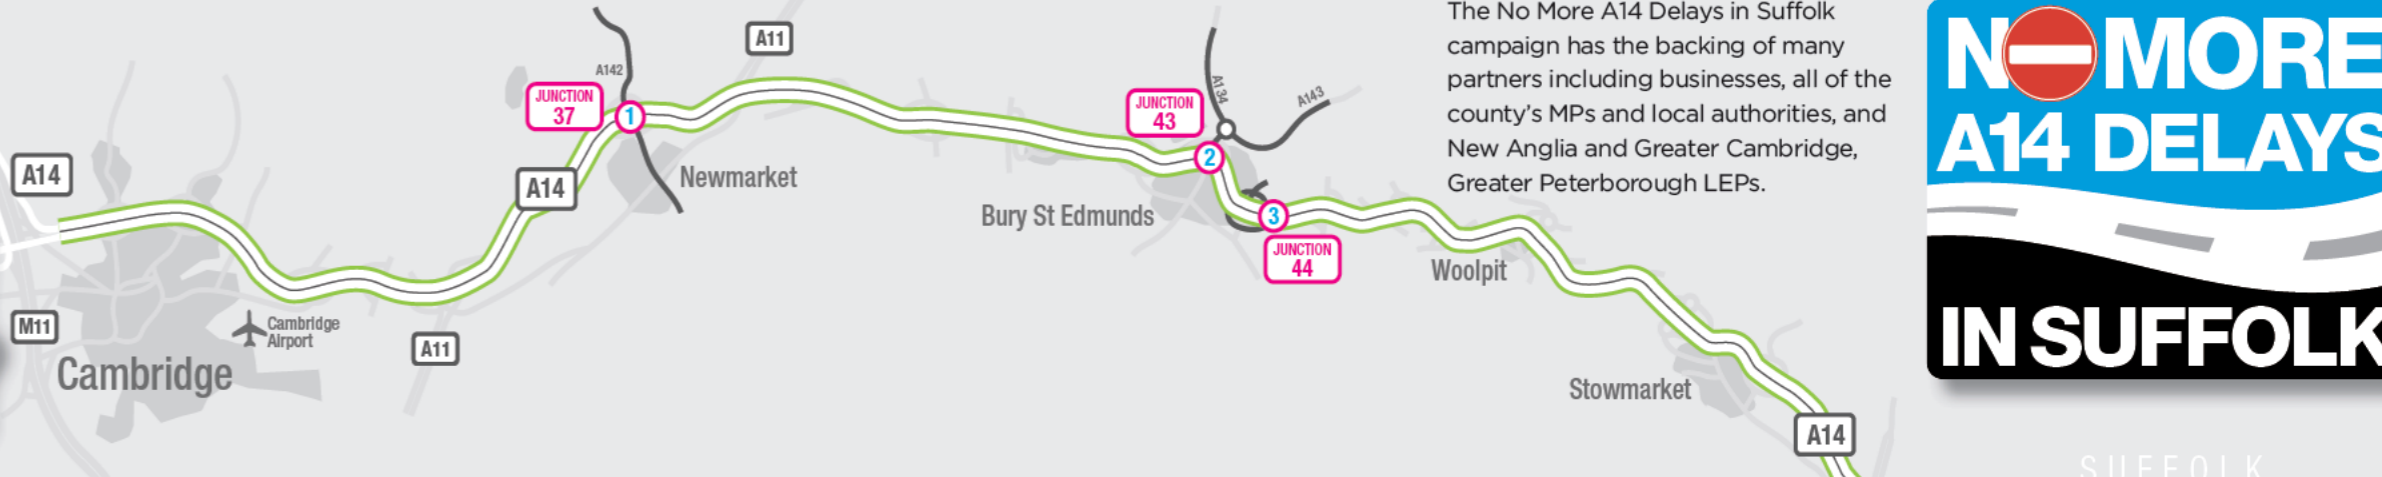 The No More A14 Delays in Suffolk
campaign has the backing of many
partners including businesses, all of the
county's MPs and local authorities, and
New Anglia and Greater Cambridge,
Greater Peterborough LEPs.
NO MORE
A14 DELAYS
IN SUFFOLK
A11
A142
JUNCTION
37
1
A14
A14
Newmarket
JUNCTION
43
A134
A143
2
Bury St Edmunds
3
JUNCTION
44
Woolpit
M11
Cambridge
Airport
A11
Cambridge
Stowmarket
A14
SUFFOLK